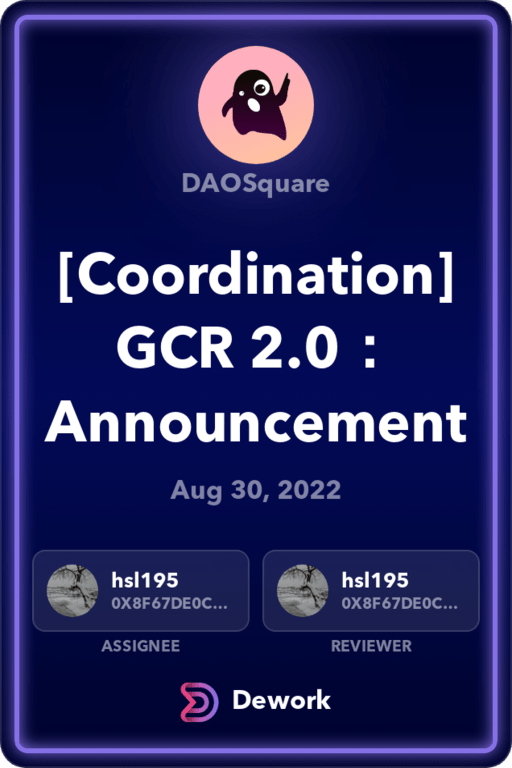 DAOSquare
[Coordination]
GCR 2.0：
Announcement
Aug 30, 2022
hsl195
0X8F67DE0C...
ASSIGNEE
hsl195
0X8F67DE0C...
REVIEWER
Dework